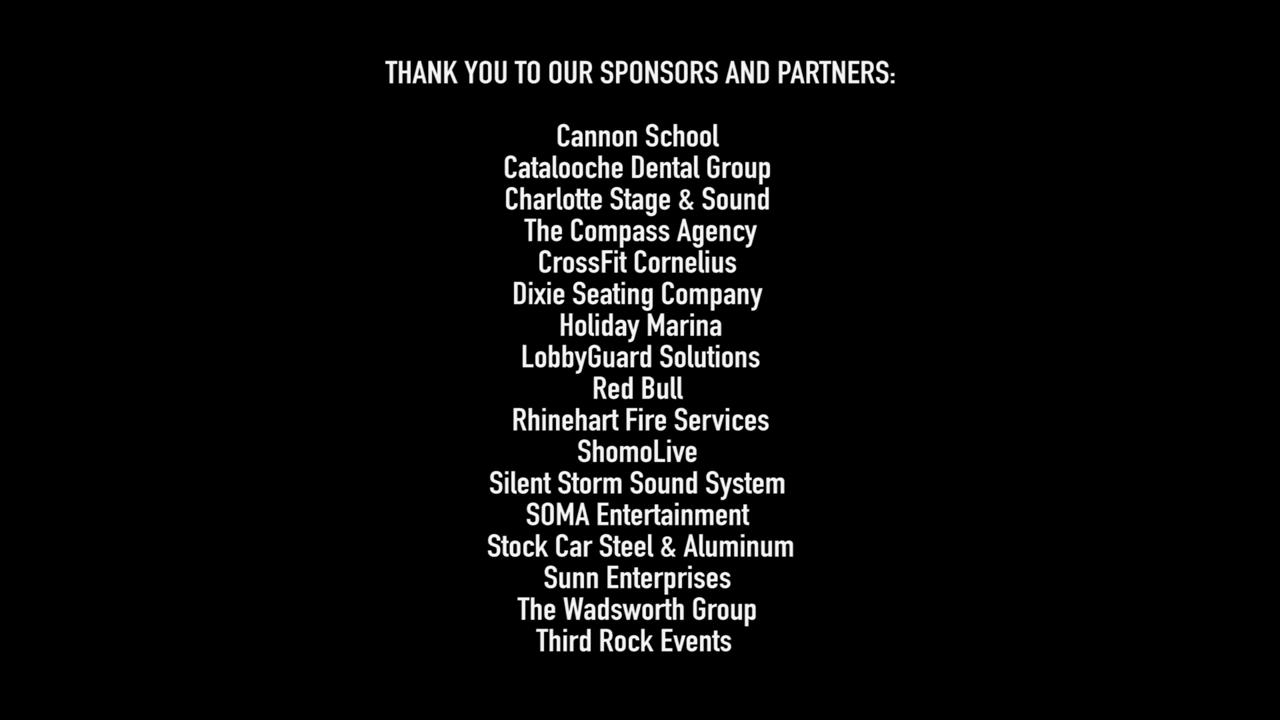 THANK YOU TO OUR SPONSORS AND PARTNERS:
Cannon School
Catalooche Dental Group
Charlotte Stage & Sound
The Compass Agency
CrossFit Cornelius
Dixie Seating Company
Holiday Marina
LobbyGuard Solutions
Red Bull
Rhinehart Fire Services
ShomoLive
Silent Storm Sound System
SOMA Entertainment
Stock Car Steel & Aluminum
Sunn Enterprises
The Wadsworth Group
Third Rock Events